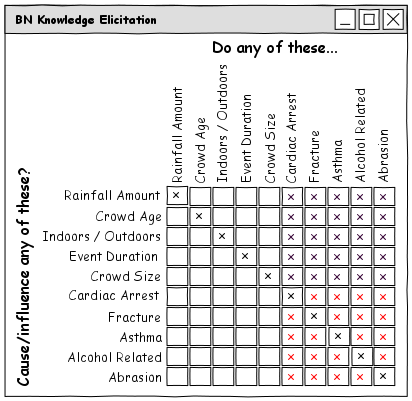 BN Knowledge Elicitation
Do any of these...
Rainfall Amount
Crowd Age
Indoors / Outdoors
Event Duration
Crowd Size
Cardiac Arrest
Fracture
Asthma
Alcohol Related
Abrasion
Cause/influence any of these?
Rainfall Amount
Crowd Age
Indoors / Outdoors
Event Duration
Crowd Size
Cardiac Arrest
Fracture
Asthma
Alcohol Related
Abrasion